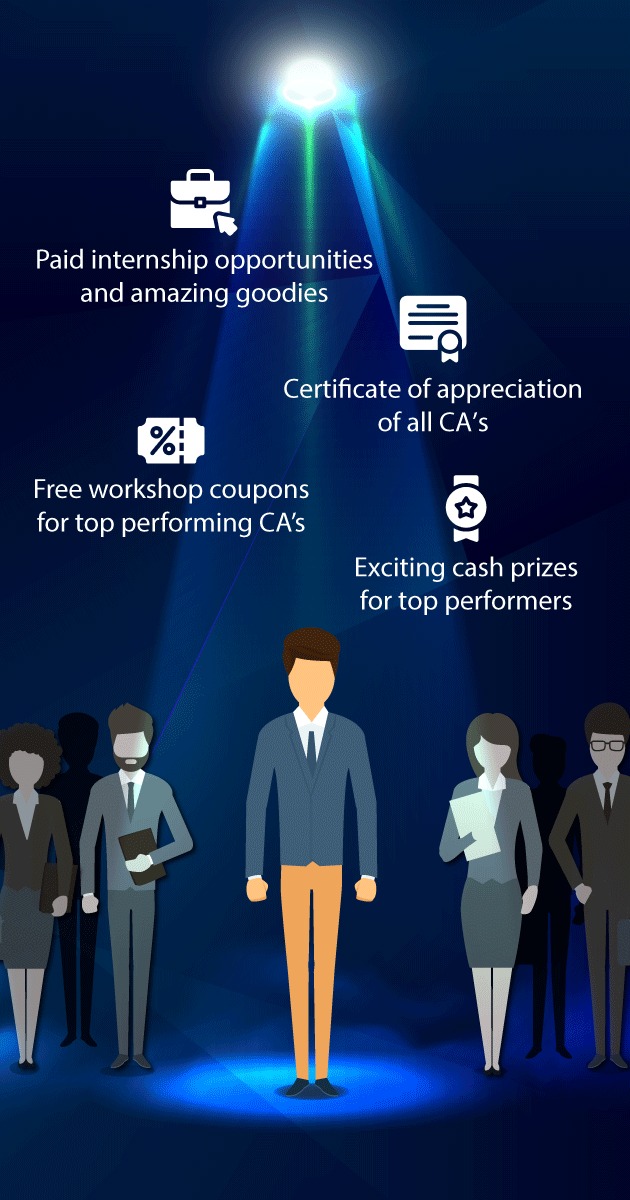 Paid internship opportunities
and amazing goodies
Certificate of appreciation
of all CA's
%
Free workshop coupons
for top performing CA's
Exciting cash prizes
for top performers